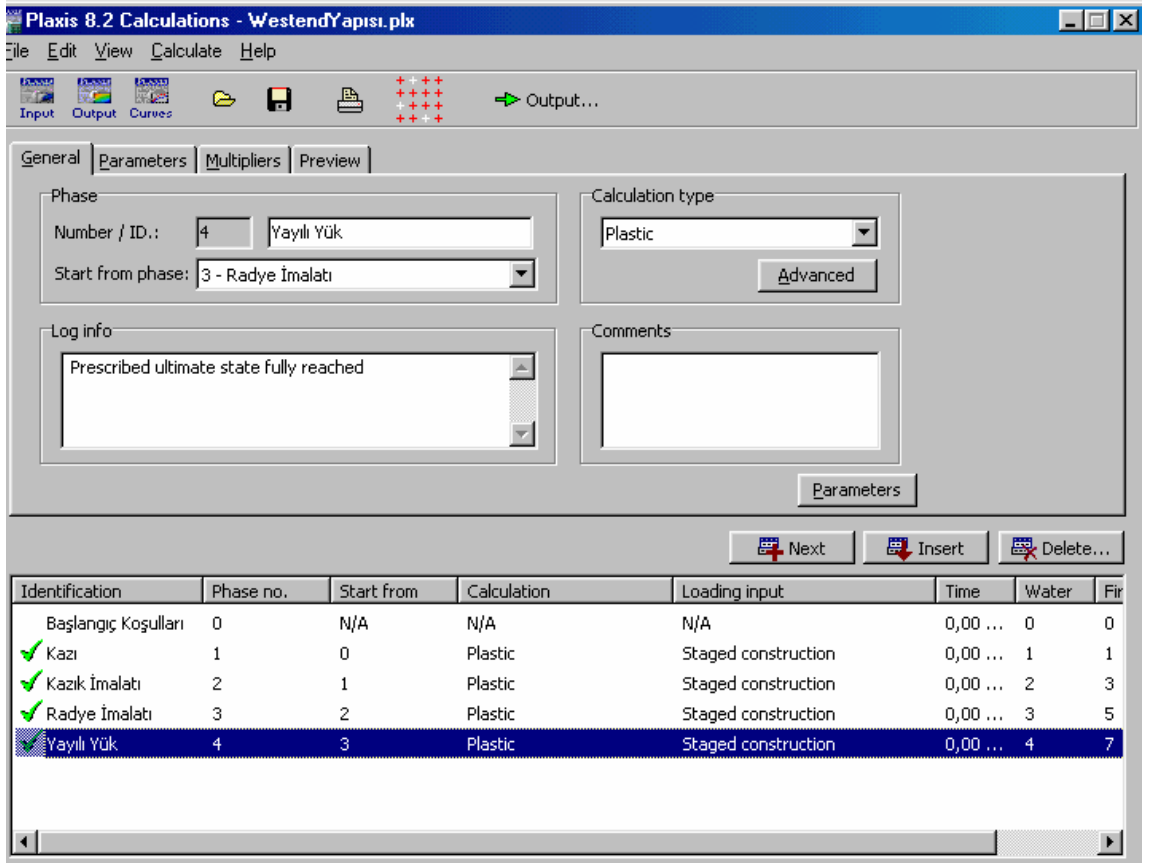 Plaxis 8.2 Calculations - WestendYapısı.plx
File Edit View Calculate Help
Input Output Curves Output...
General Parameters Multipliers Preview
Phase
Number / ID.: 4 Yayılı Yük
Start from phase: 3 - Radye İmalatı
Calculation type
Plastic
Advanced
Log info
Prescribed ultimate state fully reached
Comments
Parameters
Next Insert Delete...
Identification Phase no. Start from Calculation Loading input Time Water Fir
Başlangıç Koşulları 0 N/A N/A N/A 0,00 ... 0 0
Kazı 1 0 Plastic Staged construction 0,00 ... 1 1
Kazık İmalatı 2 1 Plastic Staged construction 0,00 ... 2 3
Radye İmalatı 3 2 Plastic Staged construction 0,00 ... 3 5
Yayılı Yük 4 3 Plastic Staged construction 0,00 ... 4 7